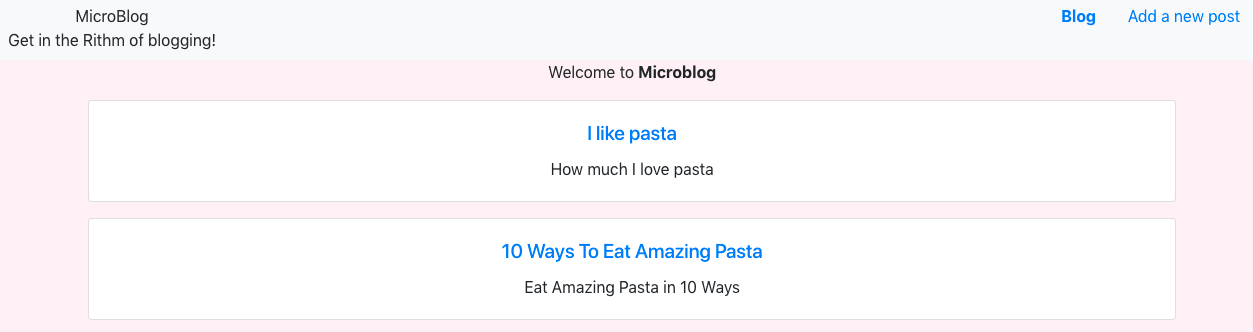 MicroBlog
Blog
Add a new post
Get in the Rithm of blogging!
Welcome to Microblog
I like pasta
How much I love pasta
10 Ways To Eat Amazing Pasta
Eat Amazing Pasta in 10 Ways